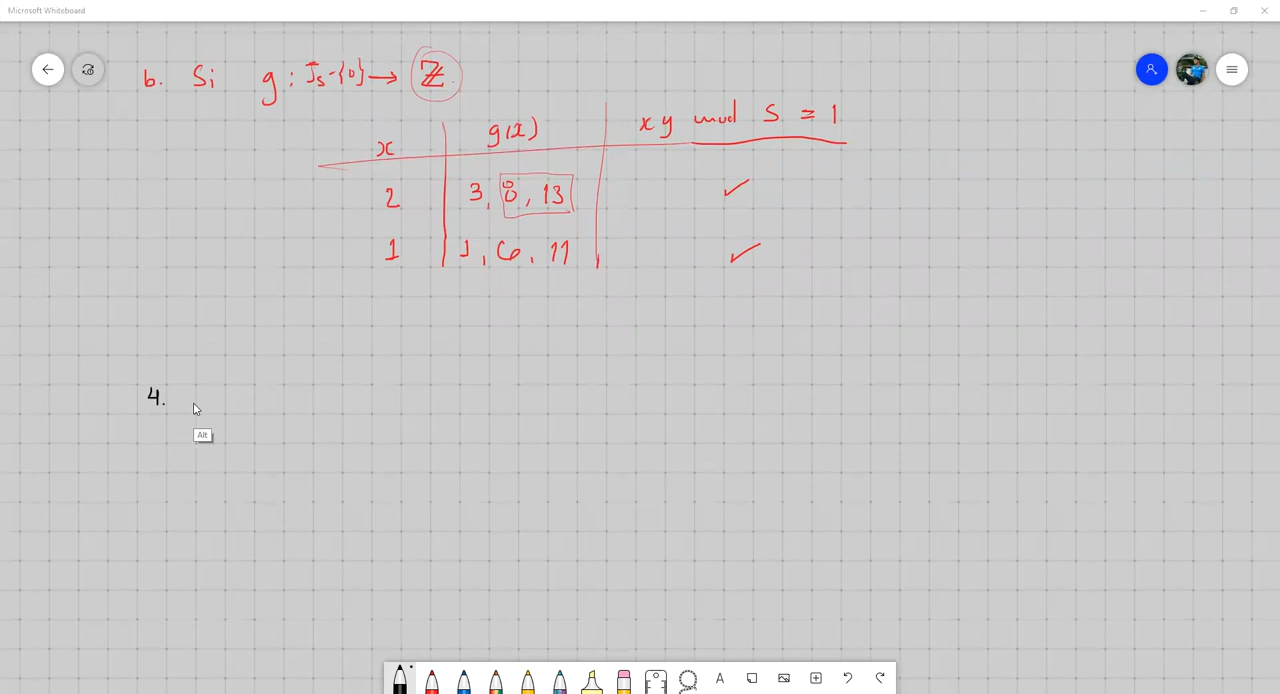 Microsoft Whiteboard
b. Si g : J5-{0} → ℤ
x g(x) xy mod 5 = 1
2 3, 8, 13 ✓
1 1, 6, 11 ✓
4.
Alt
A